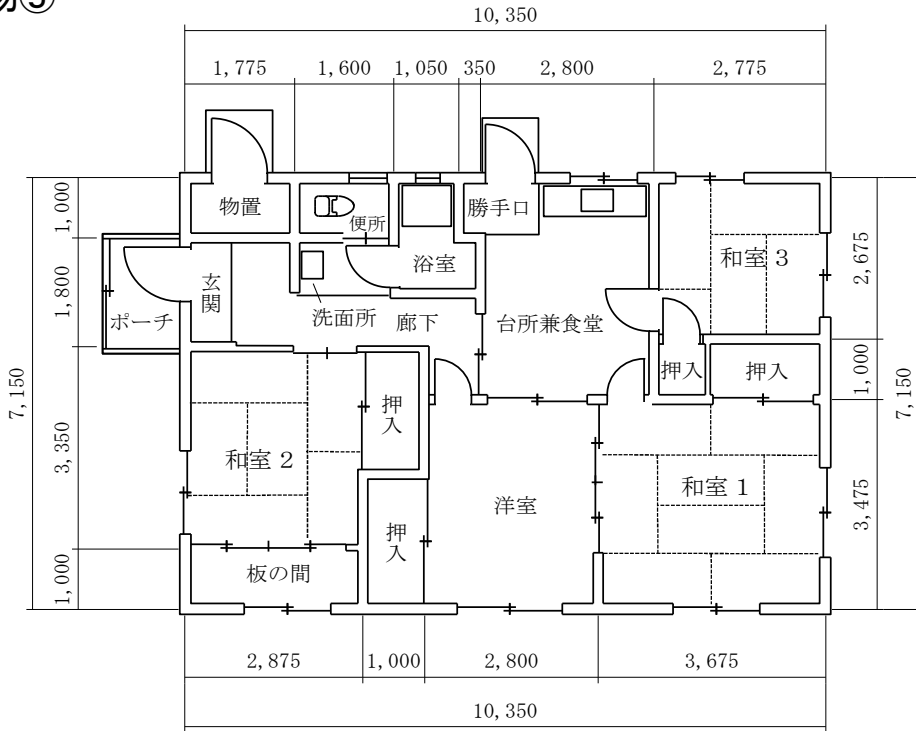 物⑤
10,350
1,775
1,600
1,050
350
2,800
2,775
7,150
1,000
1,800
3,350
1,000
物置
便所
勝手口
浴室
和室 3
玄関
ポーチ
洗面所
廊下
台所兼食堂
押入
押入
押入
和室 2
和室 1
洋室
押入
板の間
2,675
1,000
3,475
7,150
2,875
1,000
2,800
3,675
10,350